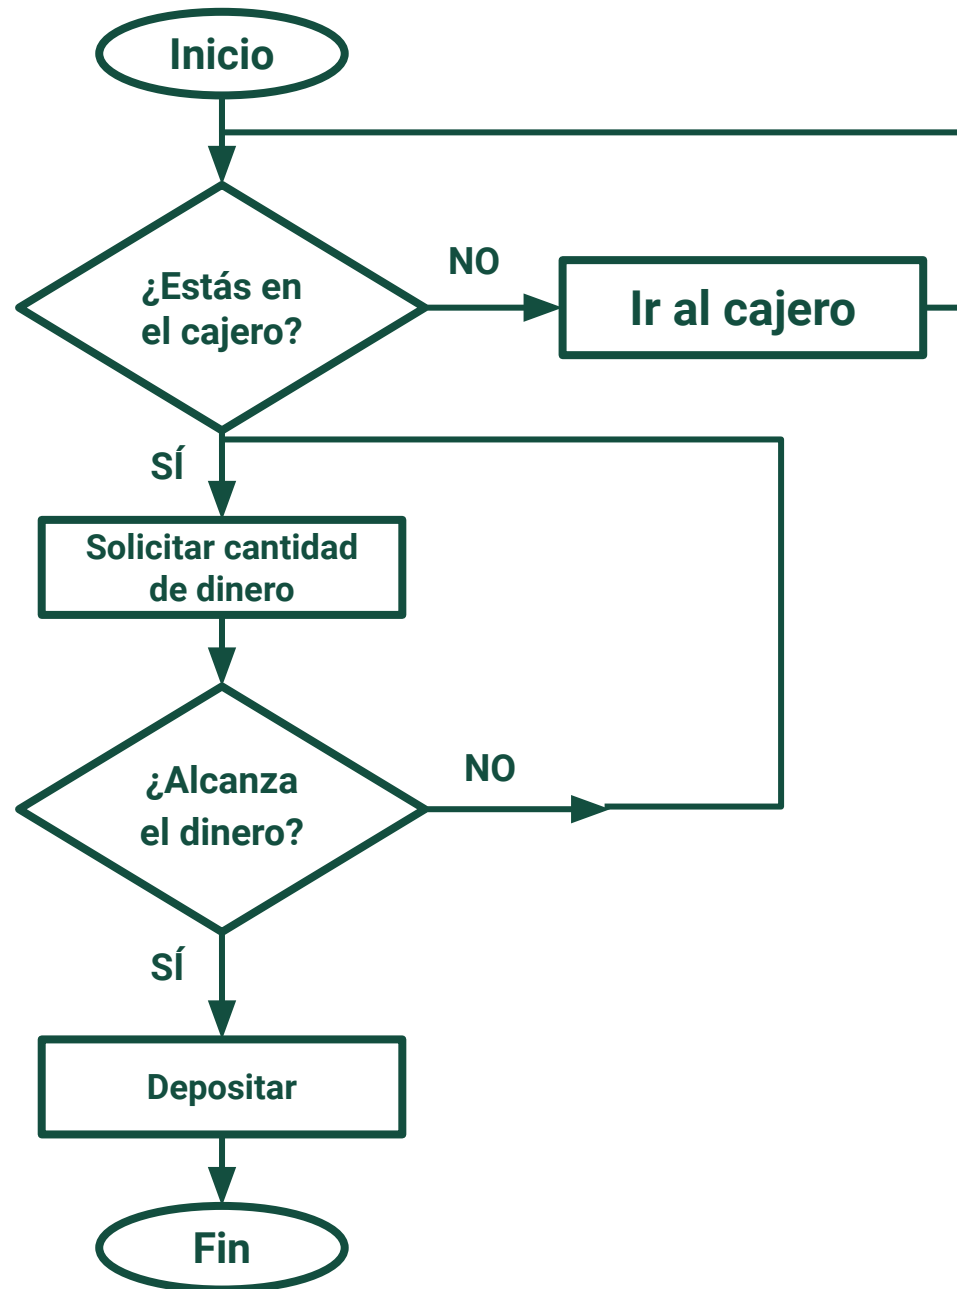 Inicio
¿Estás en
el cajero?
NO
Ir al cajero
SÍ
Solicitar cantidad
de dinero
¿Alcanza
el dinero?
NO
SÍ
Depositar
Fin